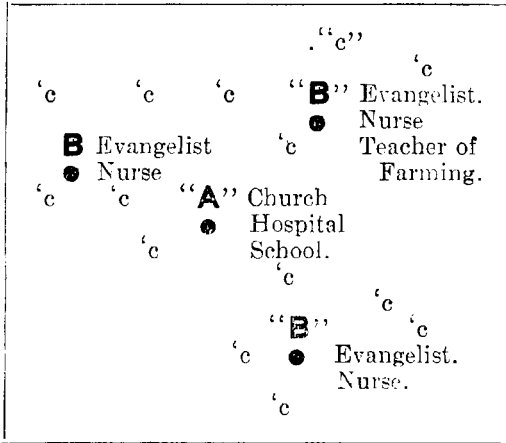 . “c”
‘c
‘c ‘c ‘c “B” Evangelist.
Nurse
‘c Teacher of
Farming.
B Evangelist
Nurse
‘c ‘c “A” Church
Hospital
‘c School.
‘c
‘c
“B” ‘c
‘c Evangelist.
Nurse.
‘c